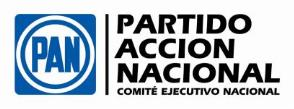 PAN
PARTIDO
ACCION
NACIONAL
COMITÉ EJECUTIVO NACIONAL